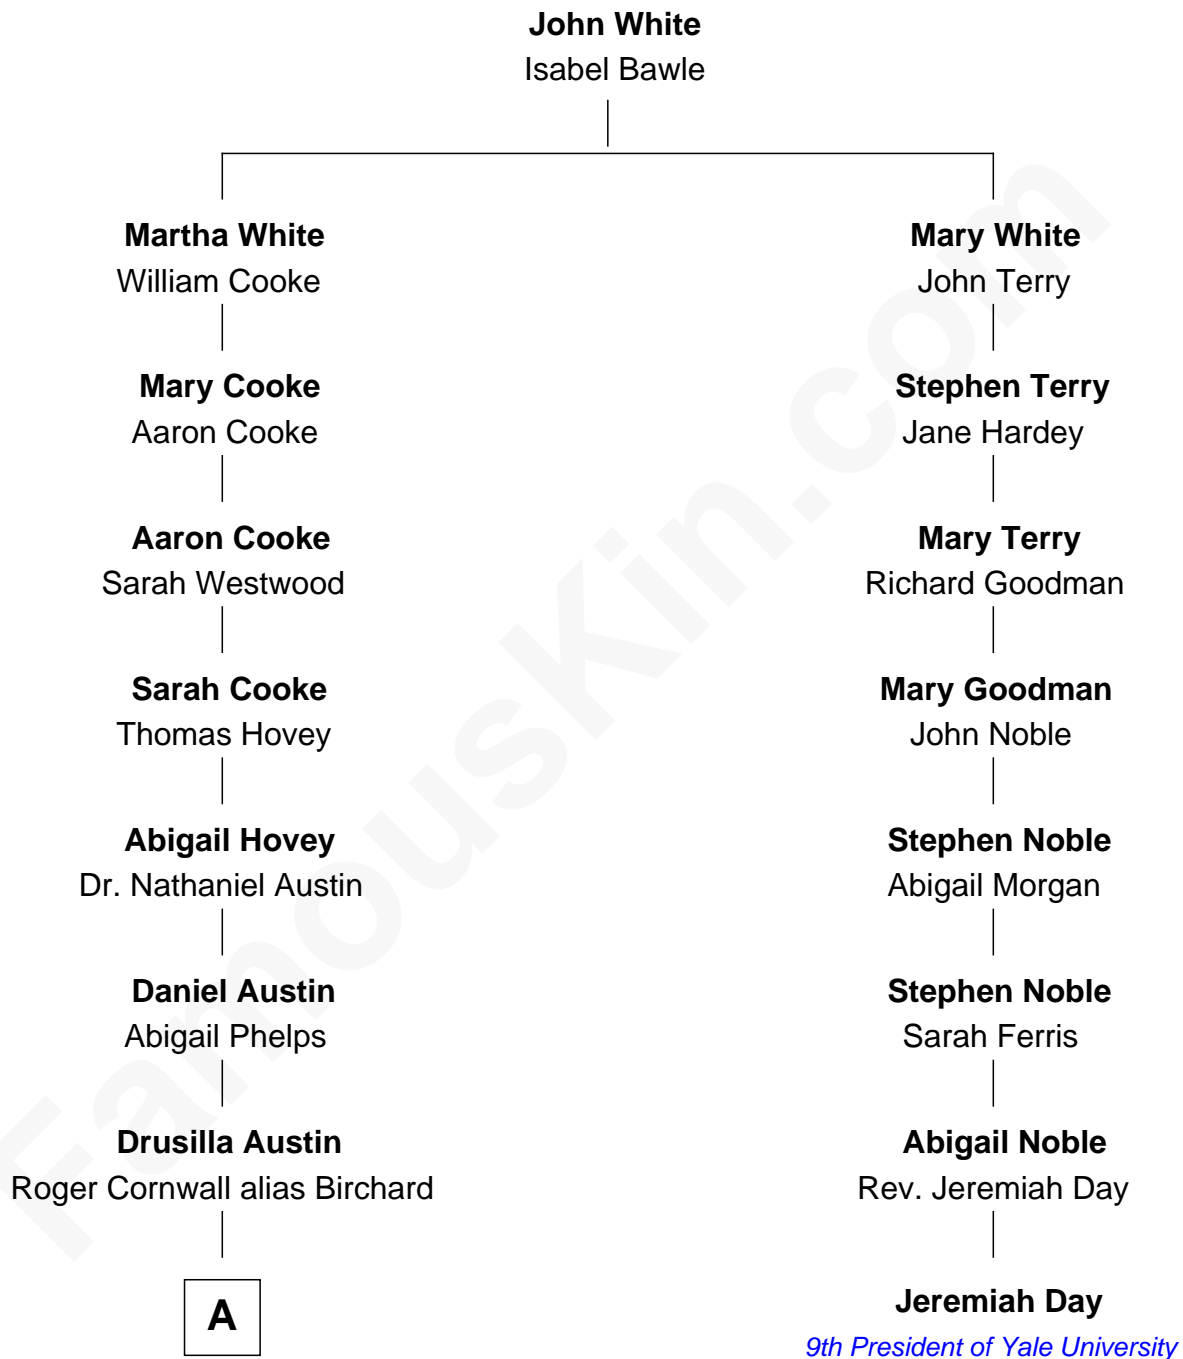 John White
Isabel Bawle
Martha White
William Cooke
Mary White
John Terry
Mary Cooke
Aaron Cooke
Stephen Terry
Jane Hardey
Aaron Cooke
Sarah Westwood
Mary Terry
Richard Goodman
Sarah Cooke
Thomas Hovey
Mary Goodman
John Noble
Abigail Hovey
Dr. Nathaniel Austin
Stephen Noble
Abigail Morgan
Daniel Austin
Abigail Phelps
Stephen Noble
Sarah Ferris
Drusilla Austin
Roger Cornwall alias Birchard
Abigail Noble
Rev. Jeremiah Day
A
Jeremiah Day
9th President of Yale University
FamousKin.com